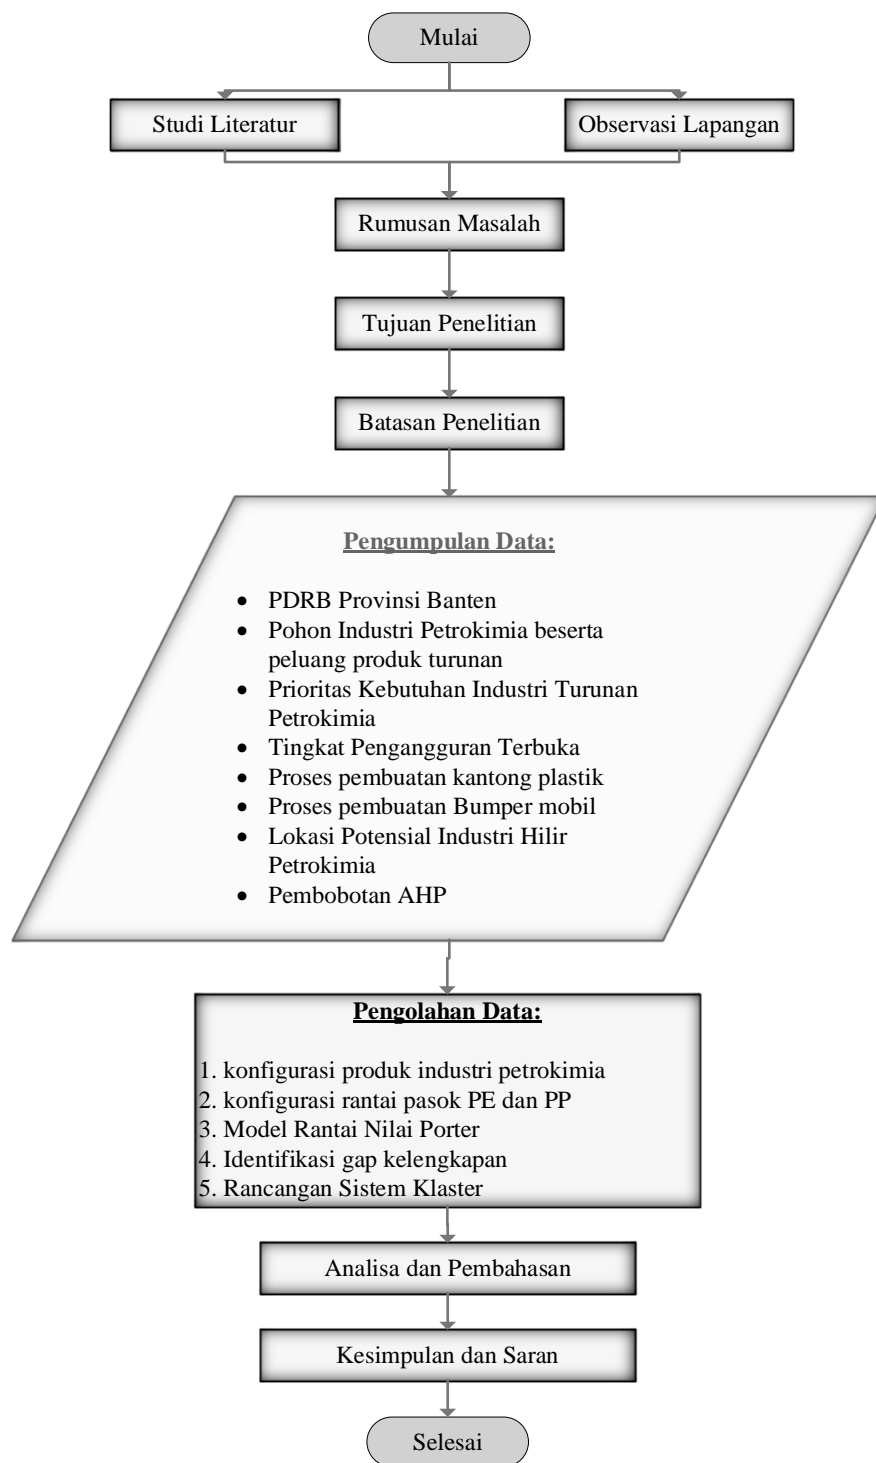 Mulai
Studi Literatur
Observasi Lapangan
Rumusan Masalah
Tujuan Penelitian
Batasan Penelitian
Pengumpulan Data:
• PDRB Provinsi Banten
• Pohon Industri Petrokimia beserta
peluang produk turunan
• Prioritas Kebutuhan Industri Turunan
Petrokimia
• Tingkat Pengangguran Terbuka
• Proses pembuatan kantong plastik
• Proses pembuatan Bumper mobil
• Lokasi Potensial Industri Hilir
Petrokimia
• Pembobotan AHP
Pengolahan Data:
1. konfigurasi produk industri petrokimia
2. konfigurasi rantai pasok PE dan PP
3. Model Rantai Nilai Porter
4. Identifikasi gap kelengkapan
5. Rancangan Sistem Klaster
Analisa dan Pembahasan
Kesimpulan dan Saran
Selesai